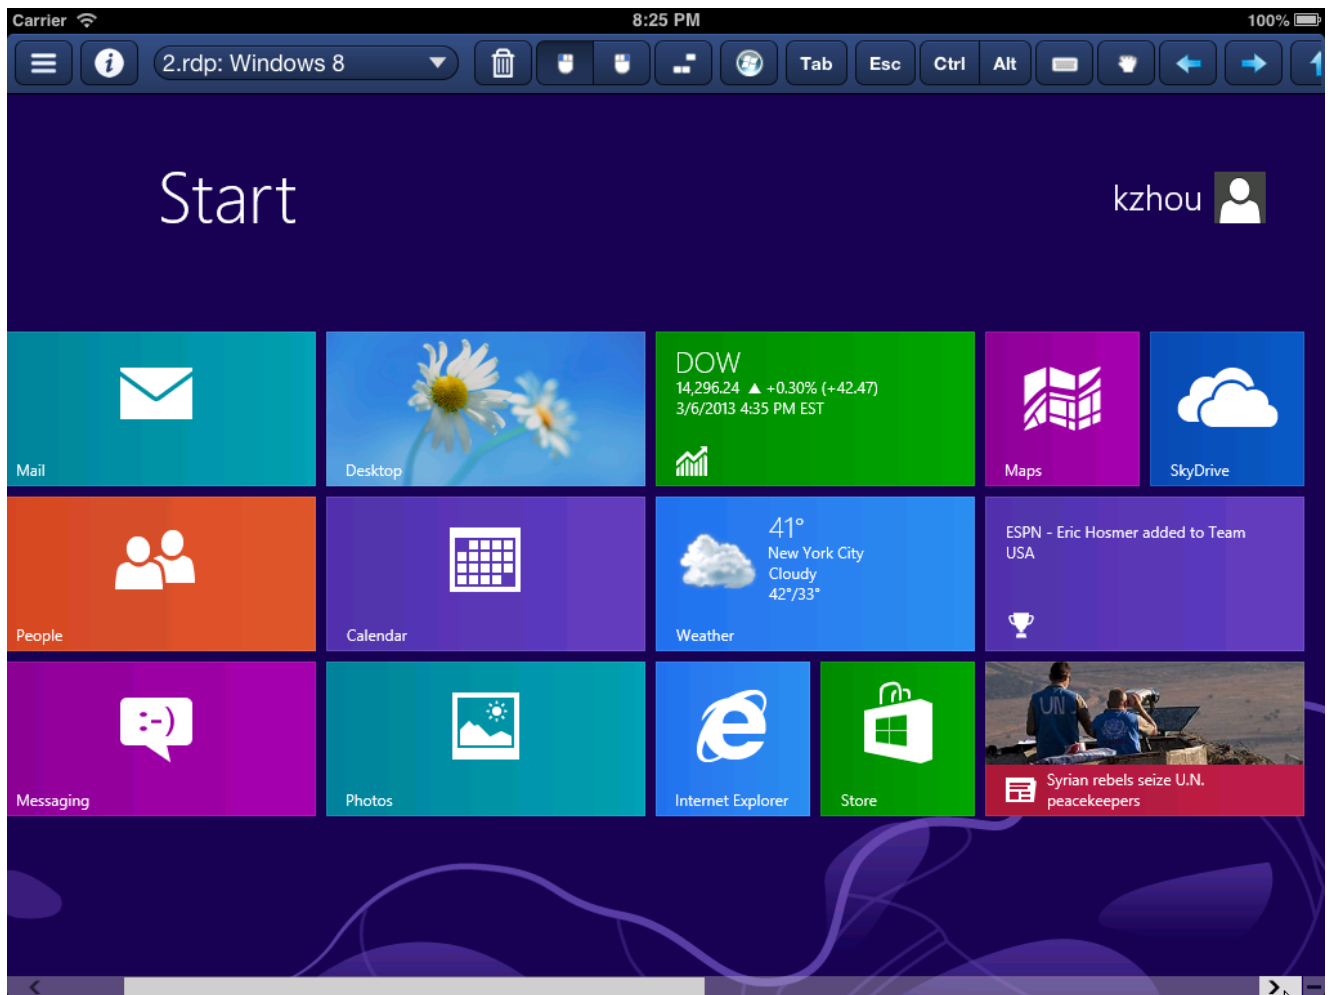 Carrier 8:25 PM 100%
2.rdp: Windows 8 Tab Esc Ctrl Alt
Start
kzhou
Mail
Desktop
DOW
14,296.24 ▲ +0.30% (+42.47)
3/6/2013 4:35 PM EST
Maps
SkyDrive
People
Calendar
41°
New York City
Cloudy
42°/33°
Weather
ESPN - Eric Hosmer added to Team
USA
:-)
Messaging
Photos
Internet Explorer
Store
UN
Syrian rebels seize U.N.
peacekeepers